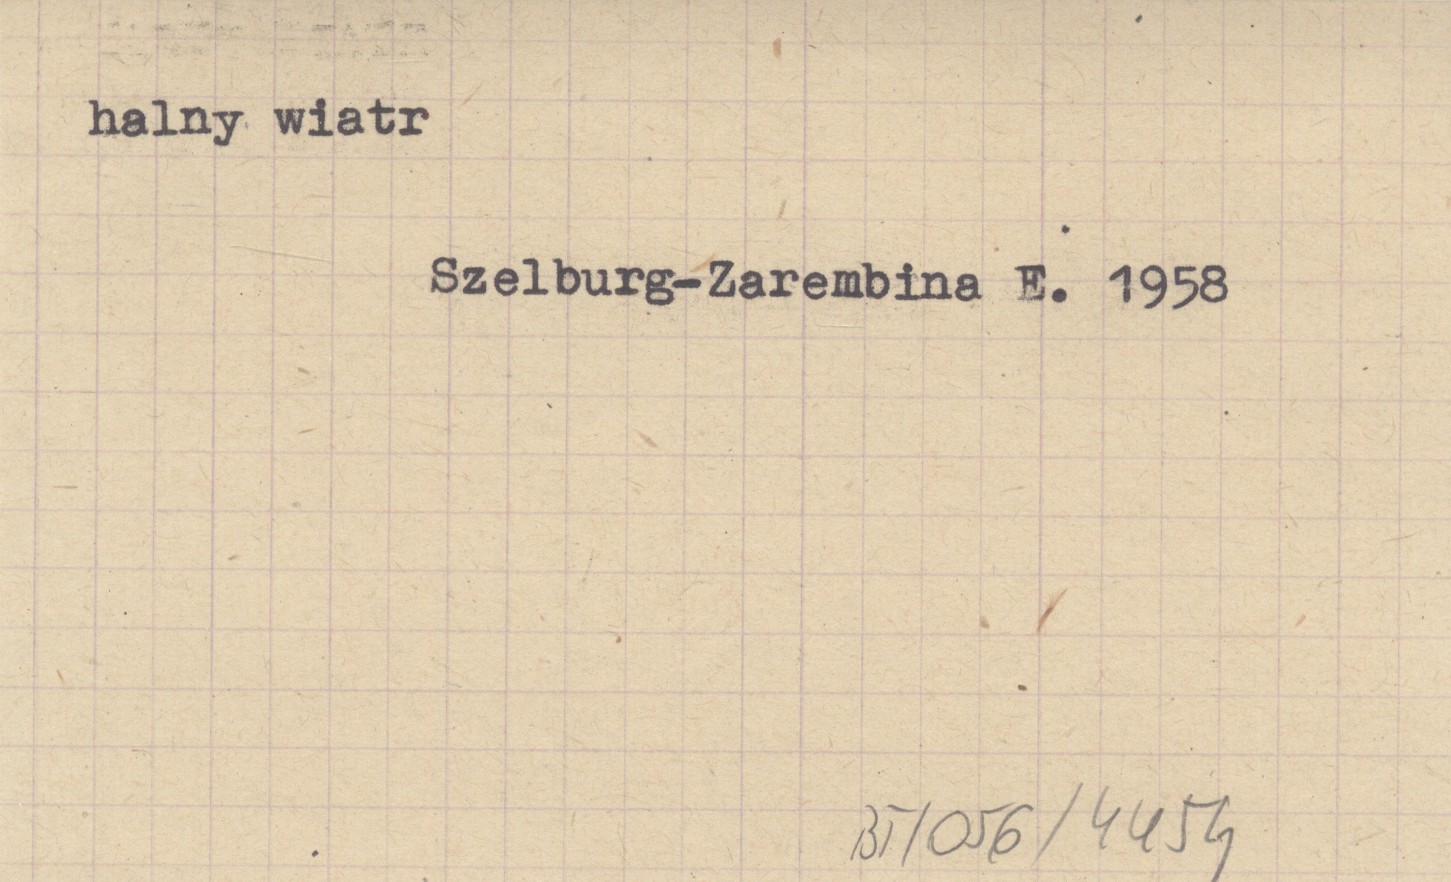 halny wiatr
Szelburg-Zarembina E. 1958
BT/056/4454